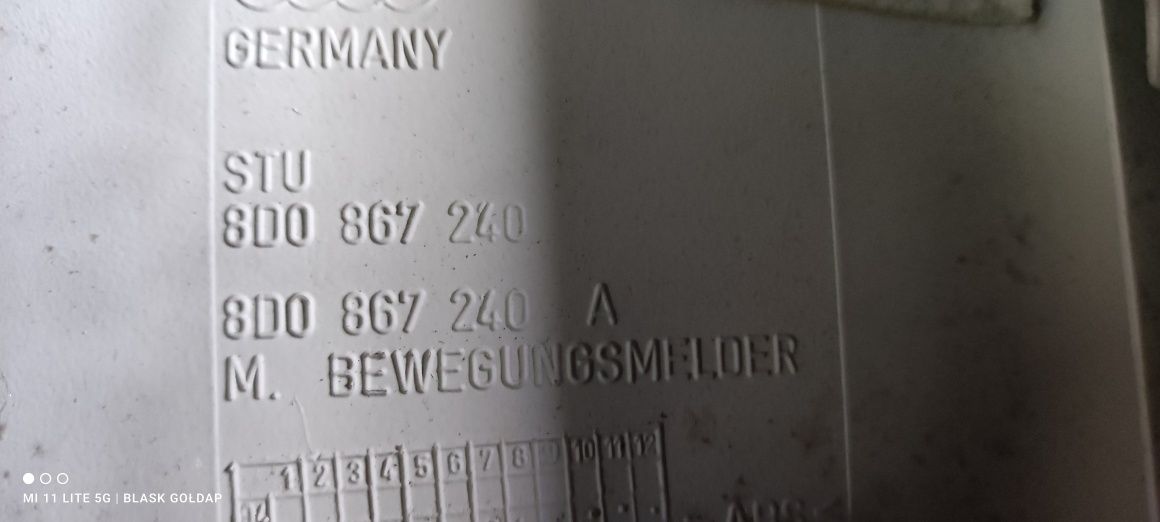 GERMANY
STU
8D0 867 240
8D0 867 240 A
M. BEWEGUNGSMELDER
1 2 3 4 5 6 7 8 9 10 11 12
MI 11 LITE 5G | BLASK GOLDAP